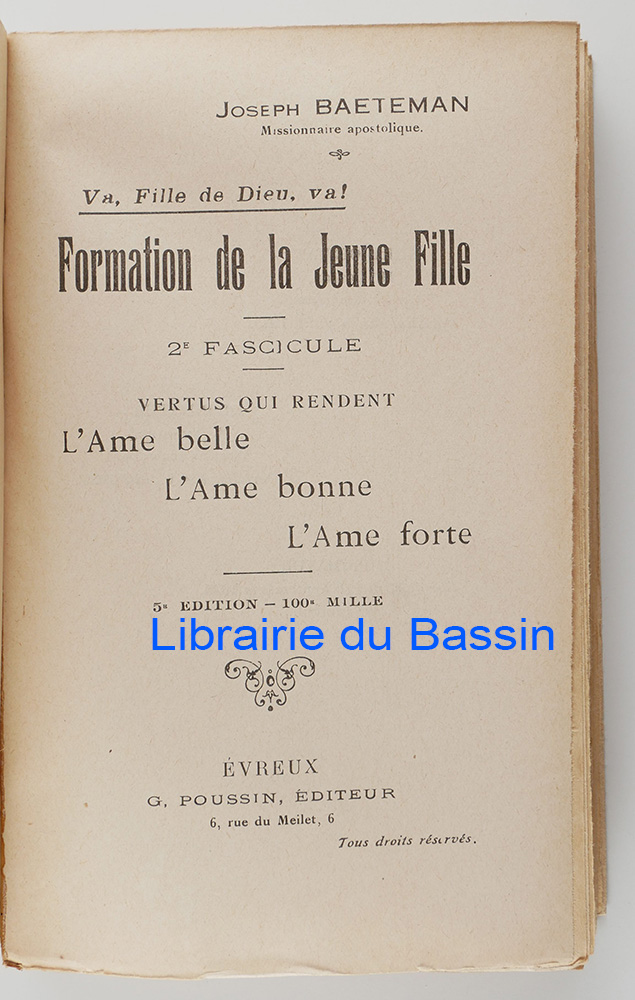 Joseph BAETEMAN
Missionnaire apostolique.
Va, Fille de Dieu, va!
Formation de la Jeune Fille
2E FASCICULE
VERTUS QUI RENDENT
L'Ame belle
L'Ame bonne
L'Ame forte
5e EDITION — 100e MILLE
Librairie du Bassin
ÉVREUX
G. POUSSIN, ÉDITEUR
6, rue du Meilet, 6
Tous droits réservés.